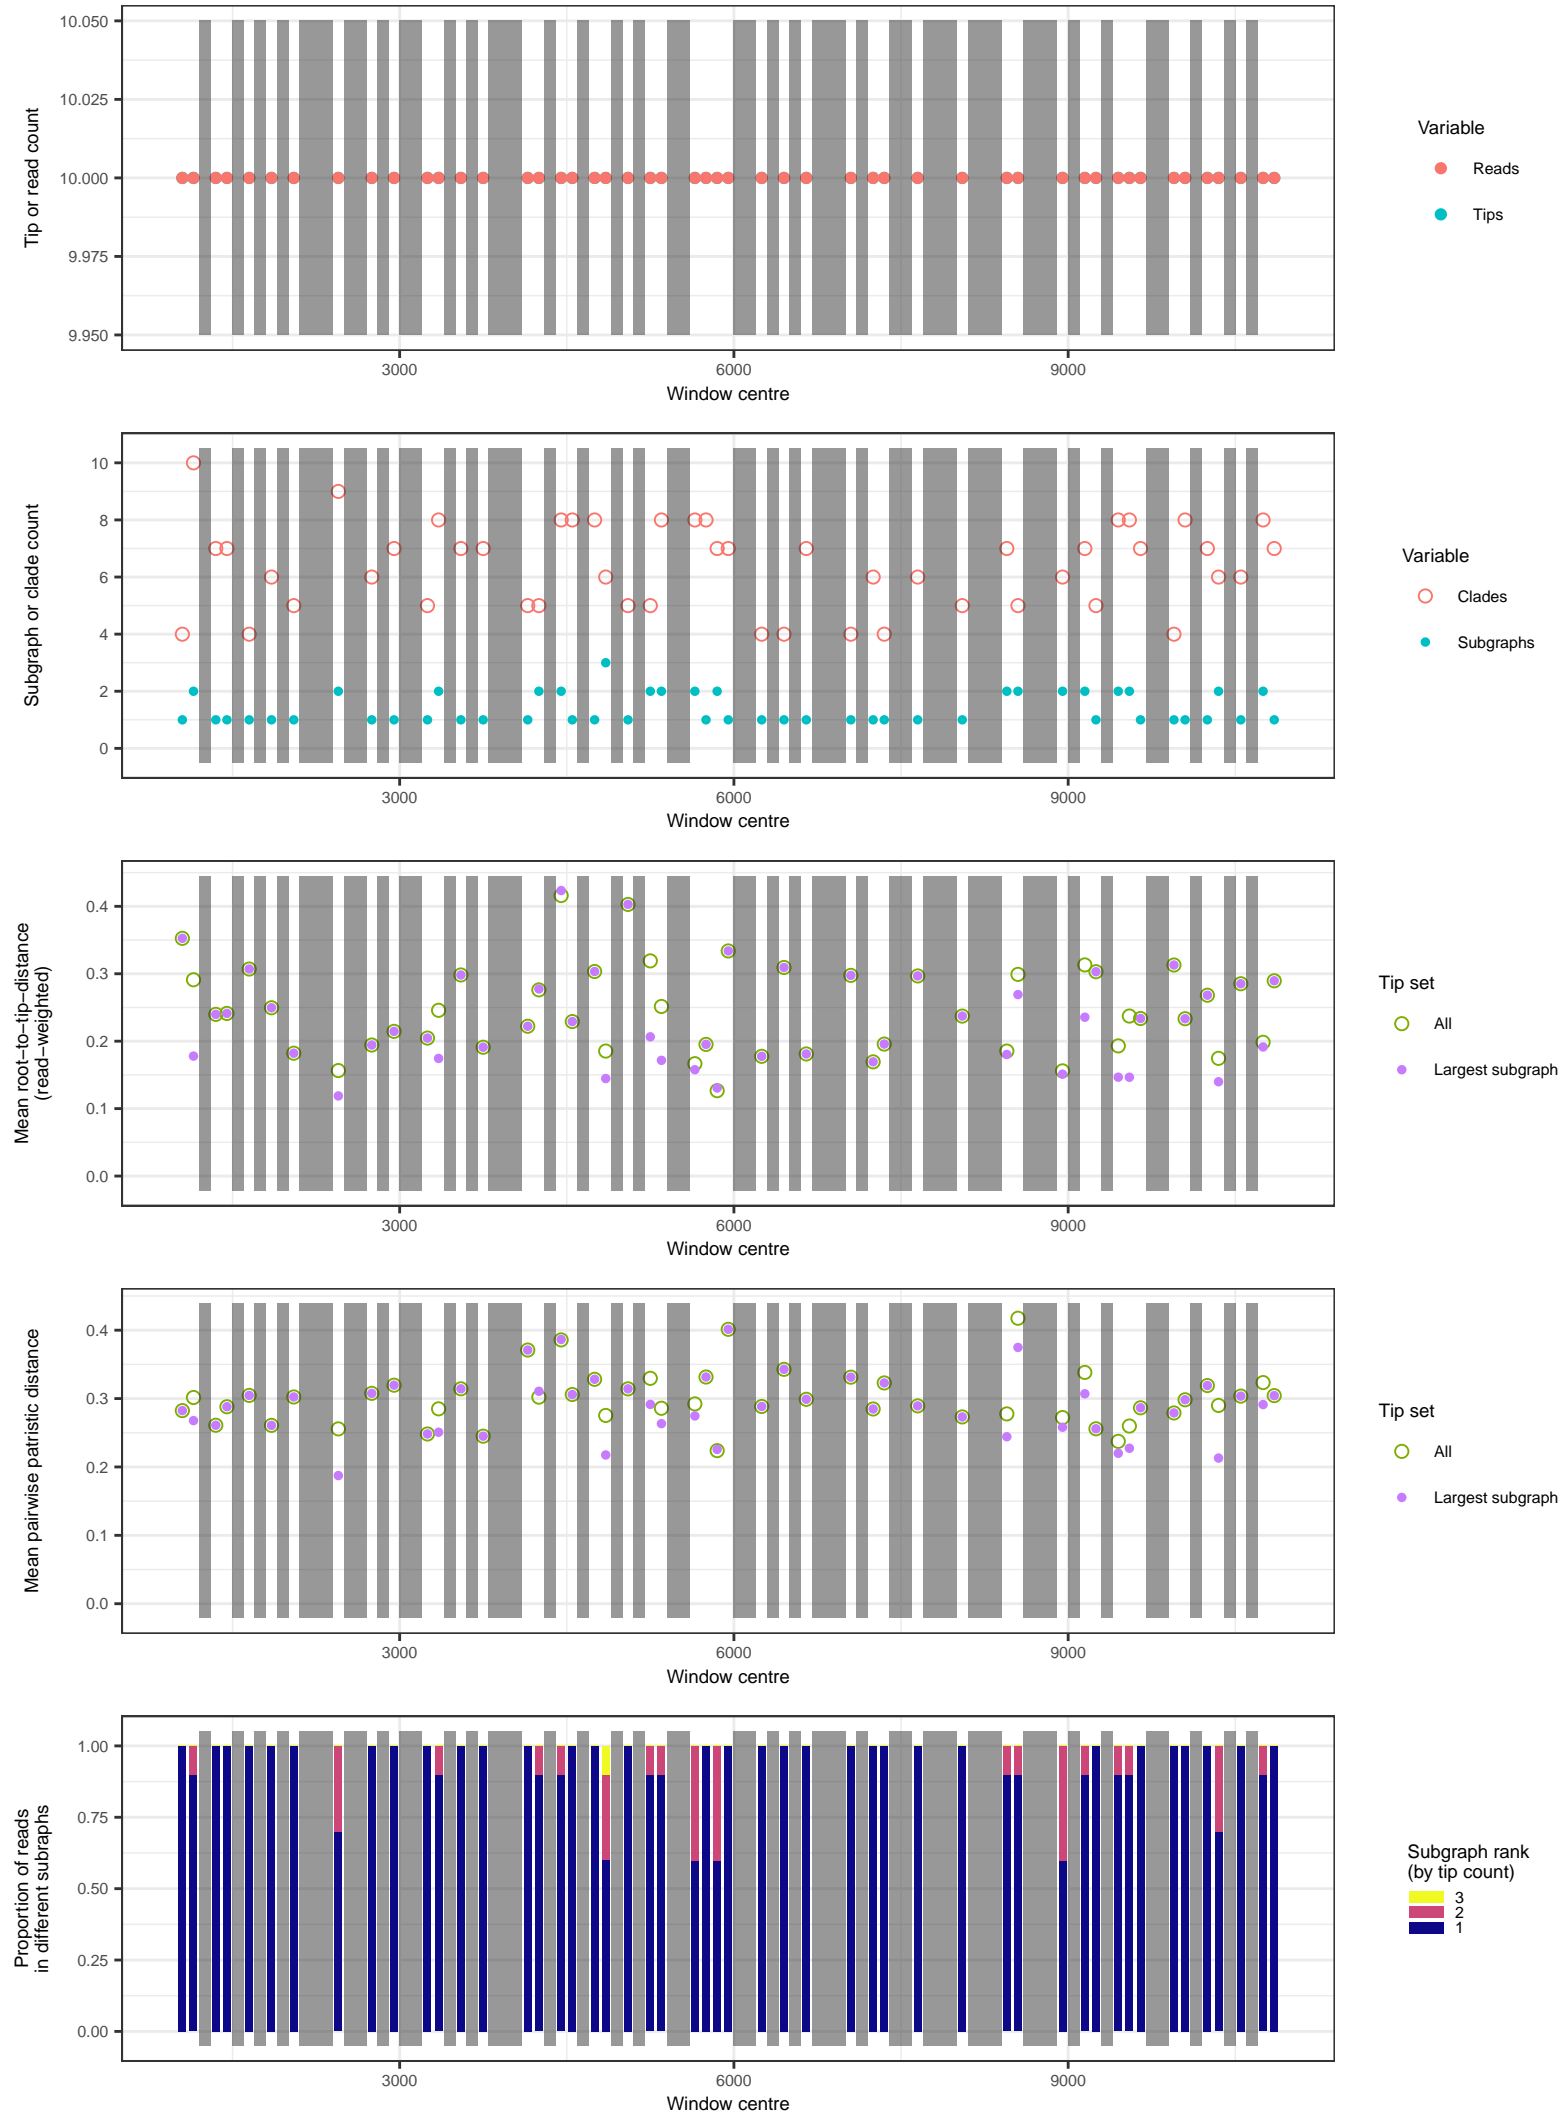 10.050
10.025
10.000
9.975
9.950
Tip or read count
3000
6000
9000
Window centre
Variable
Reads
Tips
10
8
6
4
2
0
Subgraph or clade count
3000
6000
9000
Window centre
Variable
Clades
Subgraphs
0.4
0.3
0.2
0.1
0.0
Mean root−to−tip−distance
(read−weighted)
3000
6000
9000
Window centre
Tip set
All
Largest subgraph
0.4
0.3
0.2
0.1
0.0
Mean pairwise patristic distance
3000
6000
9000
Window centre
Tip set
All
Largest subgraph
1.00
0.75
0.50
0.25
0.00
Proportion of reads
in different subraphs
3000
6000
9000
Window centre
Subgraph rank
(by tip count)
3
2
1